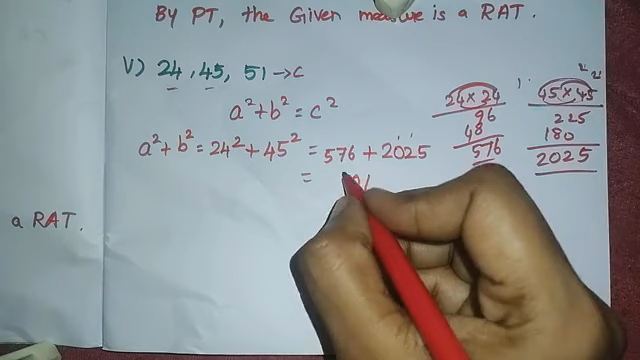 By PT, the Given measure is a RAT.
V) 24, 45, 51 → c
a² + b² = c²
a² + b² = 24² + 45² = 576 + 2025
=
24 × 24
96
48
576
45 × 45
225
180
2025
a RAT.